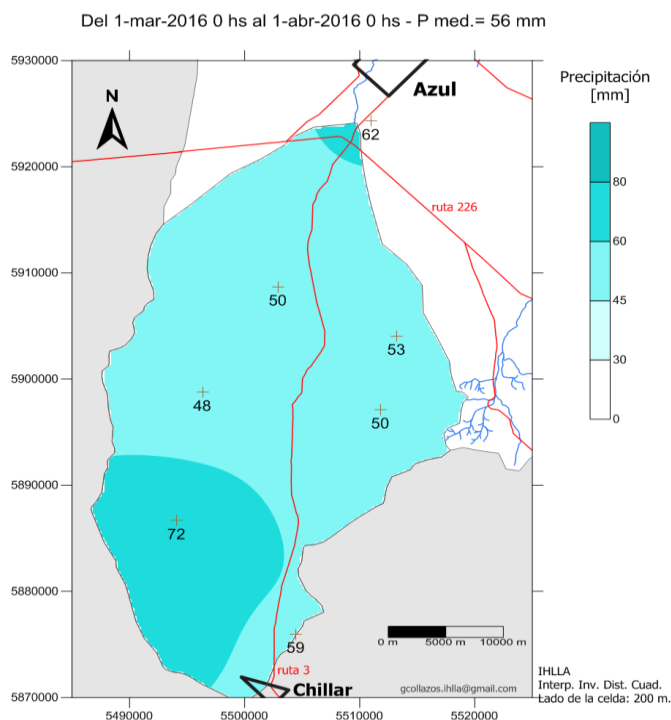 Del 1-mar-2016 0 hs al 1-abr-2016 0 hs - P med.= 56 mm
5930000
5920000
5910000
5900000
5890000
5880000
5870000
N
Azul
62
ruta 226
50
53
48
50
72
59
ruta 3
Chillar
0 m 5000 m 10000 m
gcollazos.ihlla@gmail.com
5490000 5500000 5510000 5520000
Precipitación
[mm]
80
60
45
30
0
IHLLA
Interp. Inv. Dist. Cuad.
Lado de la celda: 200 m.